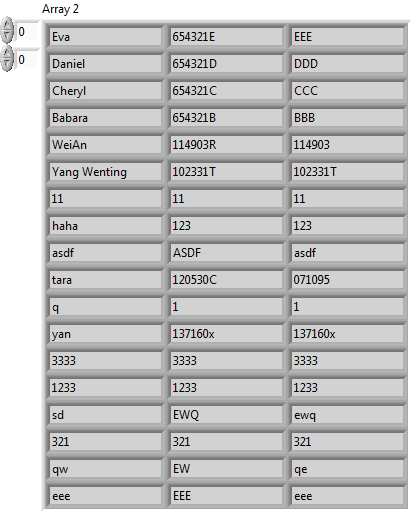 Array 2
0
0
Eva 654321E EEE
Daniel 654321D DDD
Cheryl 654321C CCC
Babara 654321B BBB
WeiAn 114903R 114903
Yang Wenting 102331T 102331T
11 11 11
haha 123 123
asdf ASDF asdf
tara 120530C 071095
q 1 1
yan 137160x 137160x
3333 3333 3333
1233 1233 1233
sd EWQ ewq
321 321 321
qw EW qe
eee EEE eee